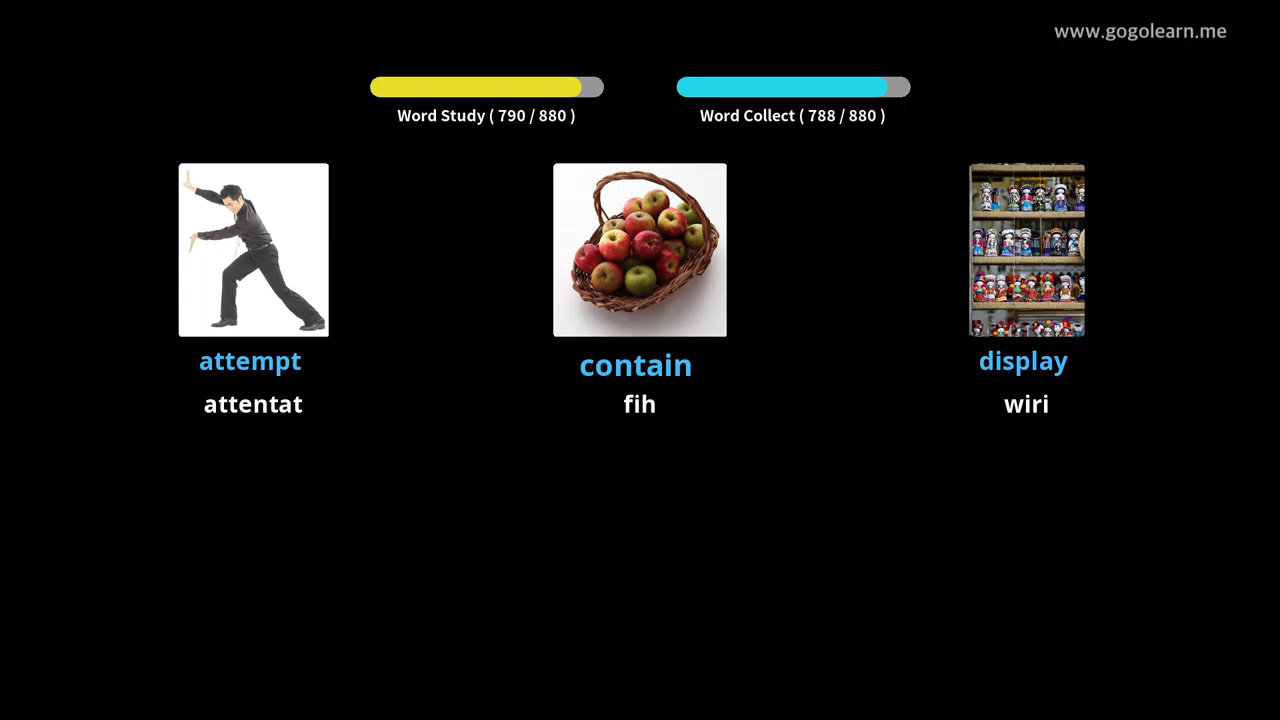 www.gogolearn.me
Word Study ( 790 / 880 )
Word Collect ( 788 / 880 )
attempt
contain
display
attentat
fih
wiri